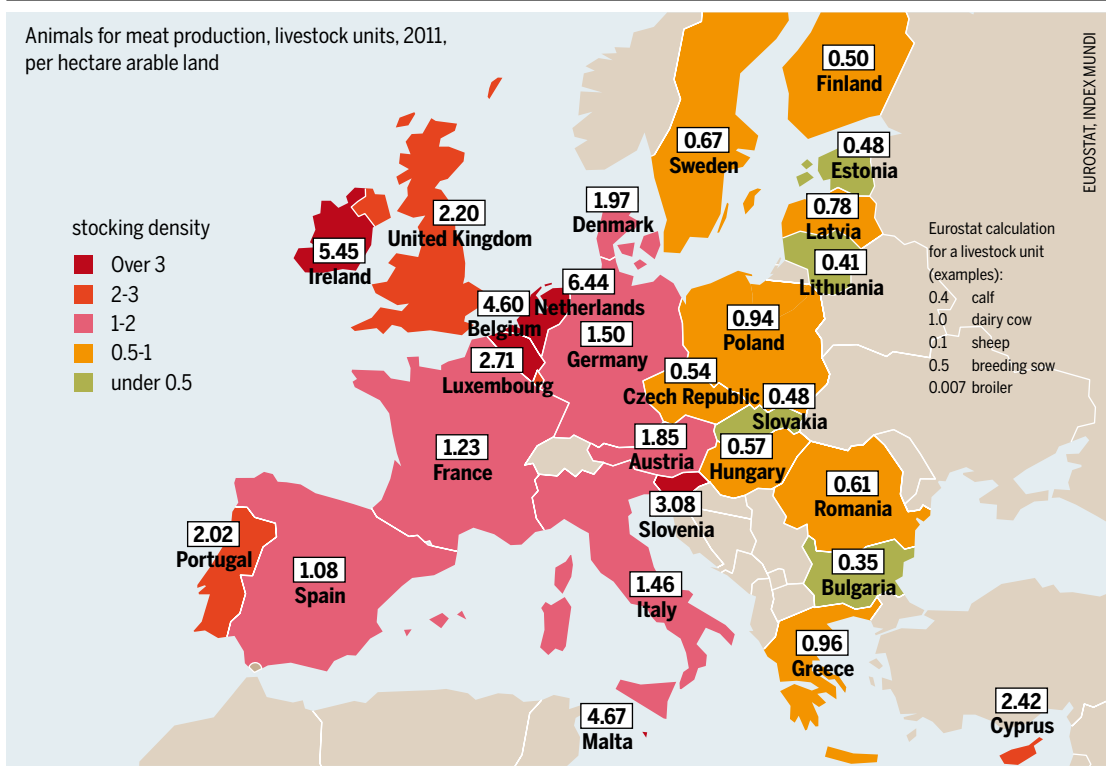 Animals for meat production, livestock units, 2011,
per hectare arable land
EUROSTAT, INDEX MUNDI
stocking density
Over 3
2-3
1-2
0.5-1
under 0.5
0.50
Finland
0.67
Sweden
0.48
Estonia
0.78
Latvia
0.41
Lithuania
1.97
Denmark
2.20
United Kingdom
5.45
Ireland
6.44
Netherlands
4.60
Belgium
2.71
Luxembourg
1.50
Germany
0.94
Poland
0.54
Czech Republic
0.48
Slovakia
1.85
Austria
0.57
Hungary
1.23
France
3.08
Slovenia
0.61
Romania
0.35
Bulgaria
2.02
Portugal
1.08
Spain
1.46
Italy
0.96
Greece
4.67
Malta
2.42
Cyprus
Eurostat calculation
for a livestock unit
(examples):
0.4 calf
1.0 dairy cow
0.1 sheep
0.5 breeding sow
0.007 broiler